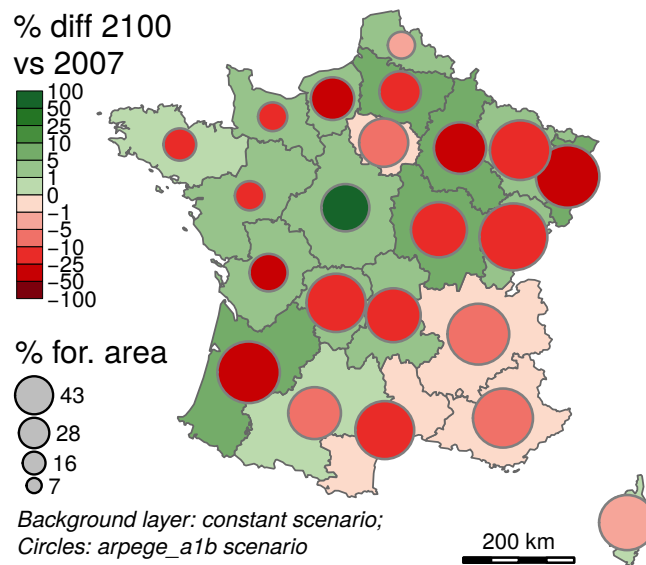 % diff 2100
vs 2007
100
50
25
10
5
1
0
−1
−5
−10
−25
−50
−100
% for. area
43
28
16
7
Background layer: constant scenario;
Circles: arpege_a1b scenario
200 km